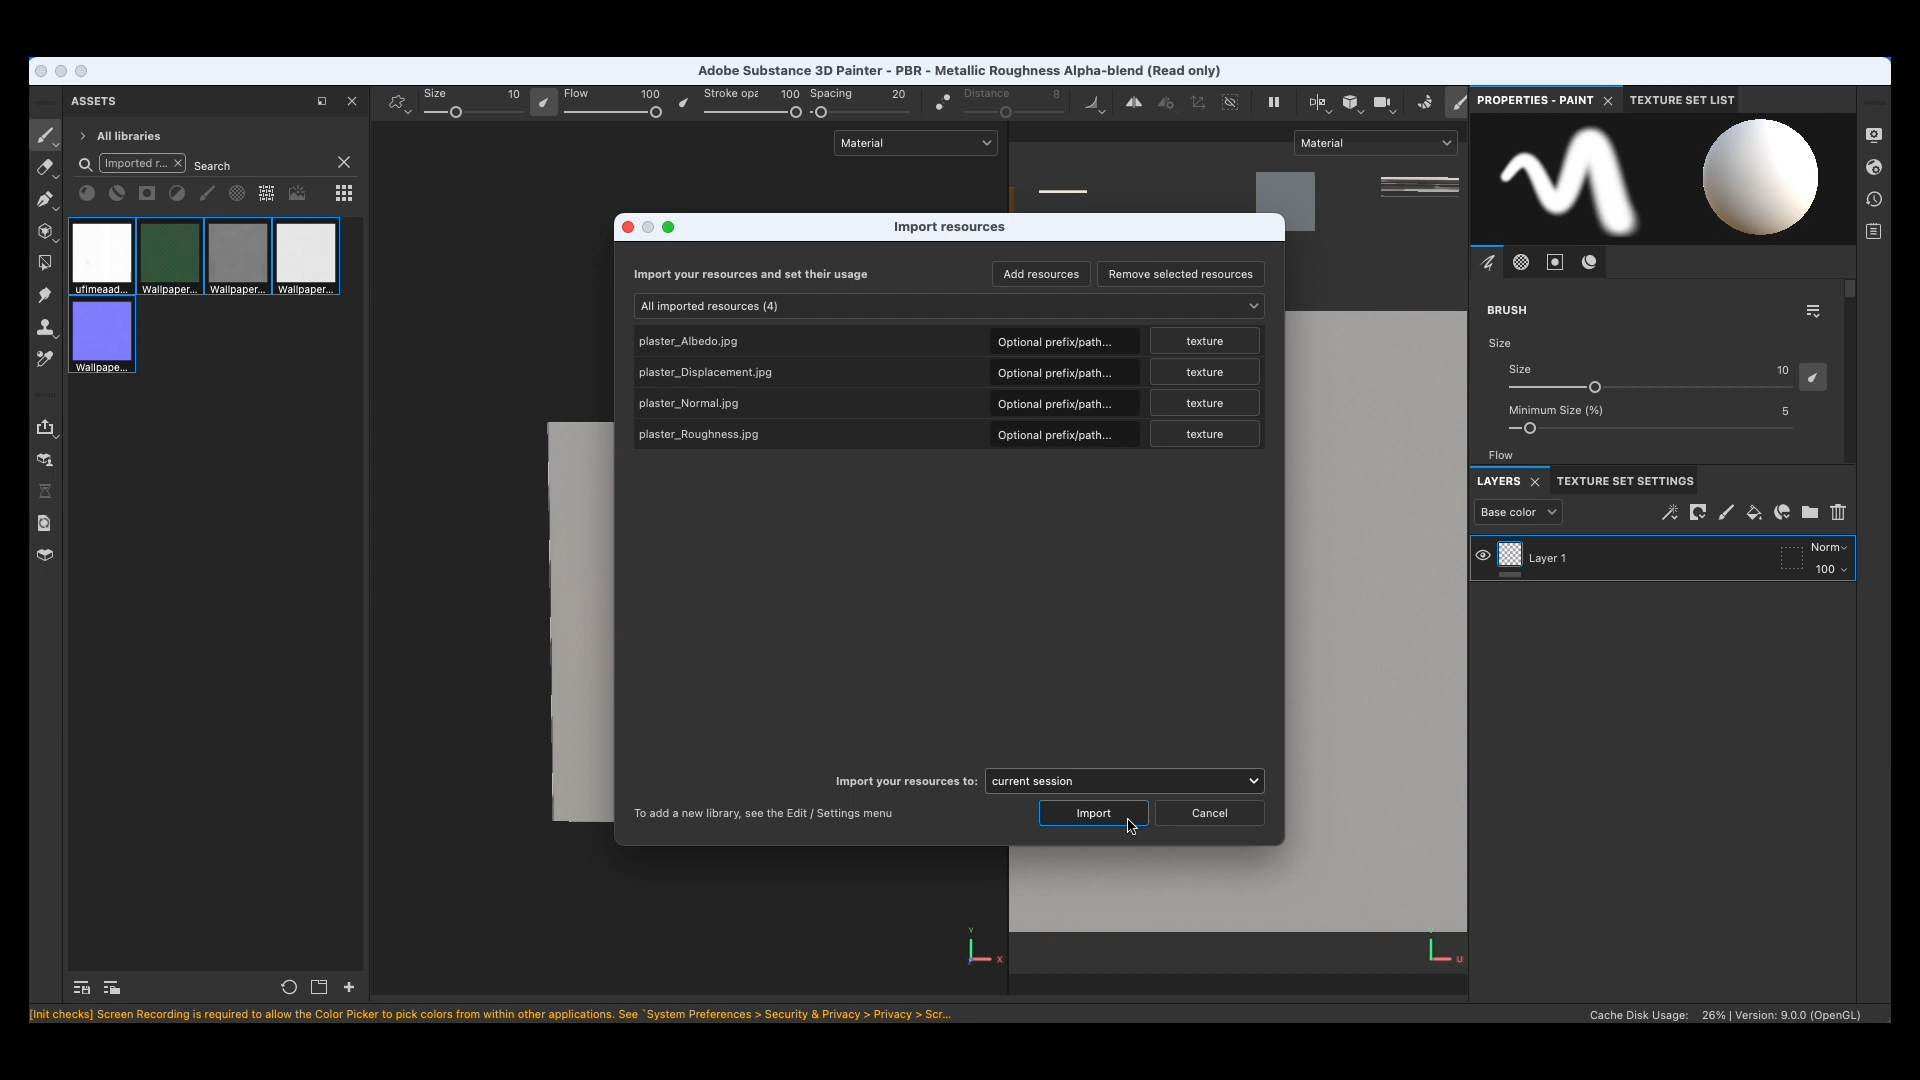 Adobe Substance 3D Painter - PBR - Metallic Roughness Alpha-blend (Read only)
ASSETS
Size 10
Flow 100
Stroke opa 100
Spacing 20
Distance 8
PROPERTIES - PAINT
TEXTURE SET LIST
All libraries
Imported r...
Search
Material
Material
ufimeaad...
Wallpaper...
Wallpaper...
Wallpaper...
Wallpape...
Import resources
Import your resources and set their usage
Add resources
Remove selected resources
All imported resources (4)
plaster_Albedo.jpg Optional prefix/path... texture
plaster_Displacement.jpg Optional prefix/path... texture
plaster_Normal.jpg Optional prefix/path... texture
plaster_Roughness.jpg Optional prefix/path... texture
Import your resources to: current session
To add a new library, see the Edit / Settings menu
Import
Cancel
BRUSH
Size
Size 10
Minimum Size (%) 5
Flow
LAYERS
TEXTURE SET SETTINGS
Base color
Layer 1
Norm
100
Y
X
U
[Init checks] Screen Recording is required to allow the Color Picker to pick colors from within other applications. See `System Preferences > Security & Privacy > Privacy > Scr...
Cache Disk Usage: 26% | Version: 9.0.0 (OpenGL)